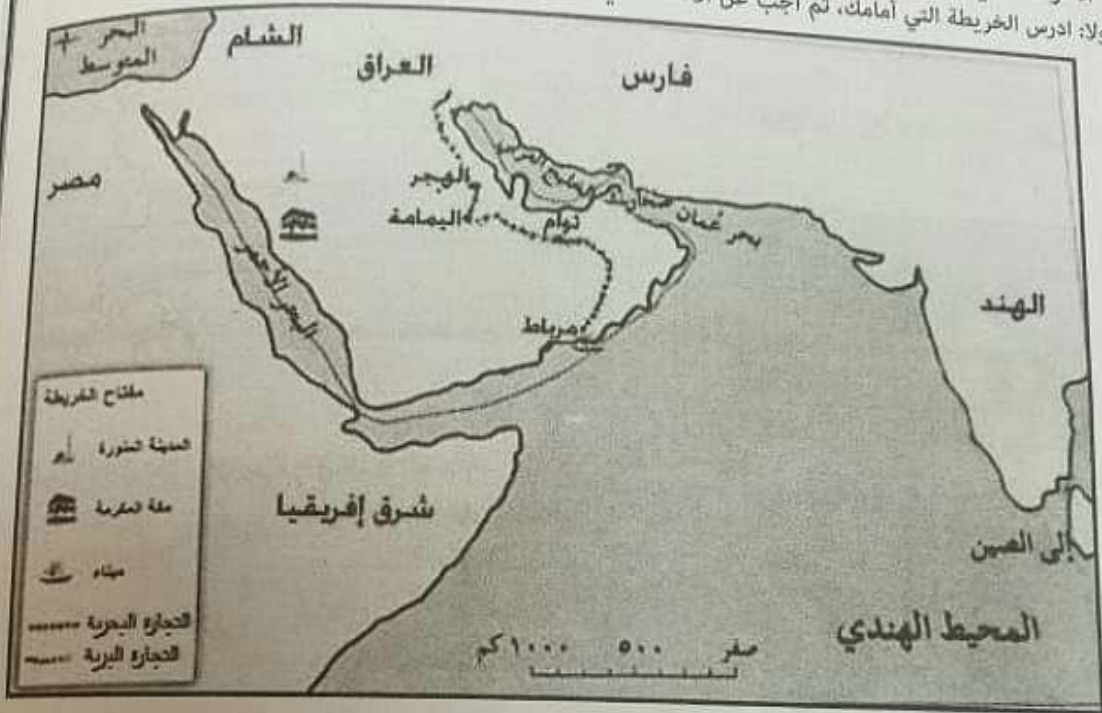 ولا: ادرس الخريطة التي أمامك، ثم أجب عن
البحر
المتوسط
الشام
العراق
فارس
مصر
الهجر
اليمامة
توام
بحر عُمان
البحر الأحمر
مرباط
الهند
إلى الصين
شرق إفريقيا
المحيط الهندي
مفتاح الخريطة
المدينة المنورة
مكة المكرمة
ميناء
التجارة البحرية
التجارة البرية
صفر ٥٠٠ ١٠٠٠ كم